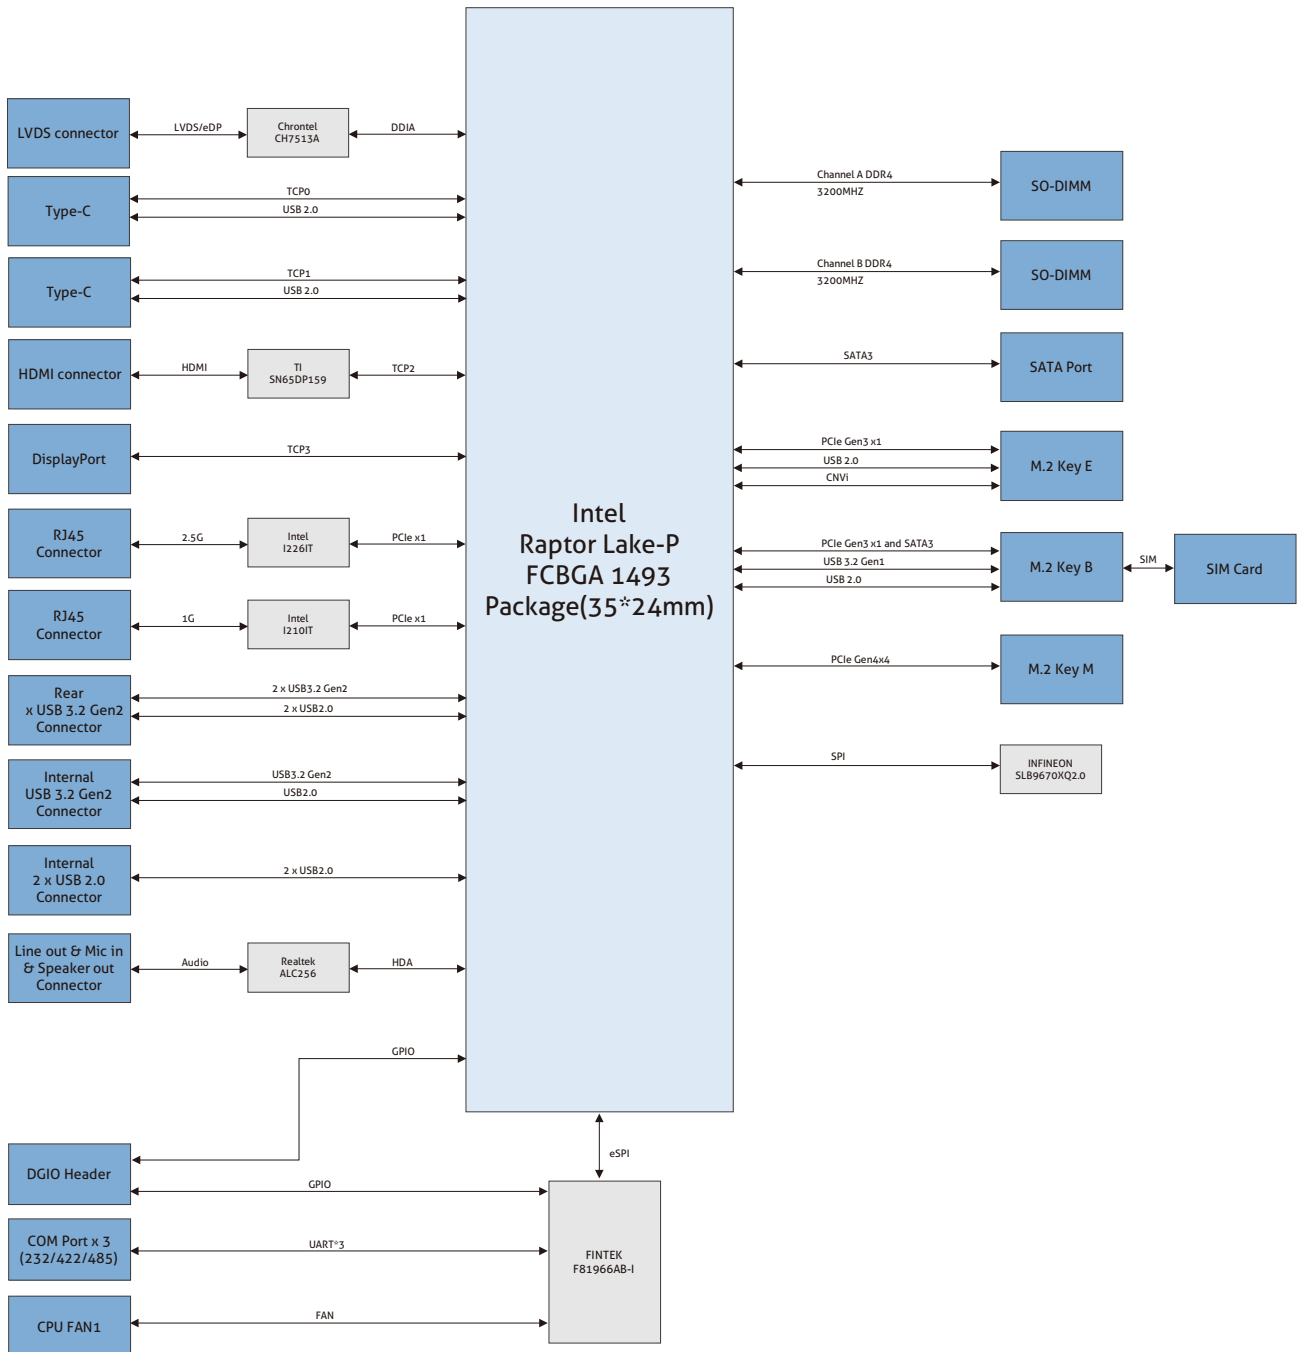 LVDS connector
LVDS/eDP
Chrontel
CH7513A
DDIA
Type-C
TCP0
USB 2.0
Type-C
TCP1
USB 2.0
HDMI connector
HDMI
TI
SN65DP159
TCP2
DisplayPort
TCP3
RJ45
Connector
2.5G
Intel
I226IT
PCIe x1
RJ45
Connector
1G
Intel
I210IT
PCIe x1
Rear
x USB 3.2 Gen2
Connector
2 x USB3.2 Gen2
2 x USB2.0
Internal
USB 3.2 Gen2
Connector
USB3.2 Gen2
USB2.0
Internal
2 x USB 2.0
Connector
2 x USB2.0
Line out & Mic in
& Speaker out
Connector
Audio
Realtek
ALC256
HDA
GPIO
DGIO Header
GPIO
COM Port x 3
(232/422/485)
UART*3
CPU FAN1
FAN
Intel
Raptor Lake-P
FCBGA 1493
Package(35*24mm)
eSPI
FINTEK
F81966AB-I
Channel A DDR4
3200MHZ
SO-DIMM
Channel B DDR4
3200MHZ
SO-DIMM
SATA3
SATA Port
PCIe Gen3 x1
USB 2.0
CNVi
M.2 Key E
PCIe Gen3 x1 and SATA3
USB 3.2 Gen1
USB 2.0
M.2 Key B
SIM
SIM Card
PCIe Gen4x4
M.2 Key M
SPI
INFINEON
SLB9670XQ2.0